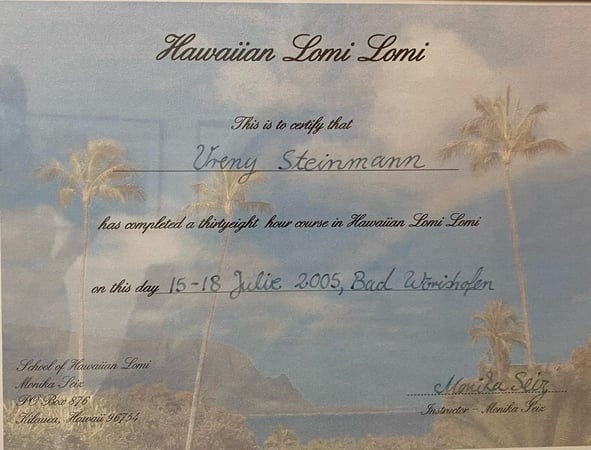 Hawaiian Lomi Lomi
This is to certify that
Vreny Steinmann
has completed a thirtyeight hour course in Hawaiian Lomi Lomi
on this day 15-18 Julie 2005, Bad Wörishofen
School of Hawaiian Lomi
Monika Seiz
PO Box 876
Kilauea, Hawaii 96754
Monika Seiz
Instructor - Monika Seiz